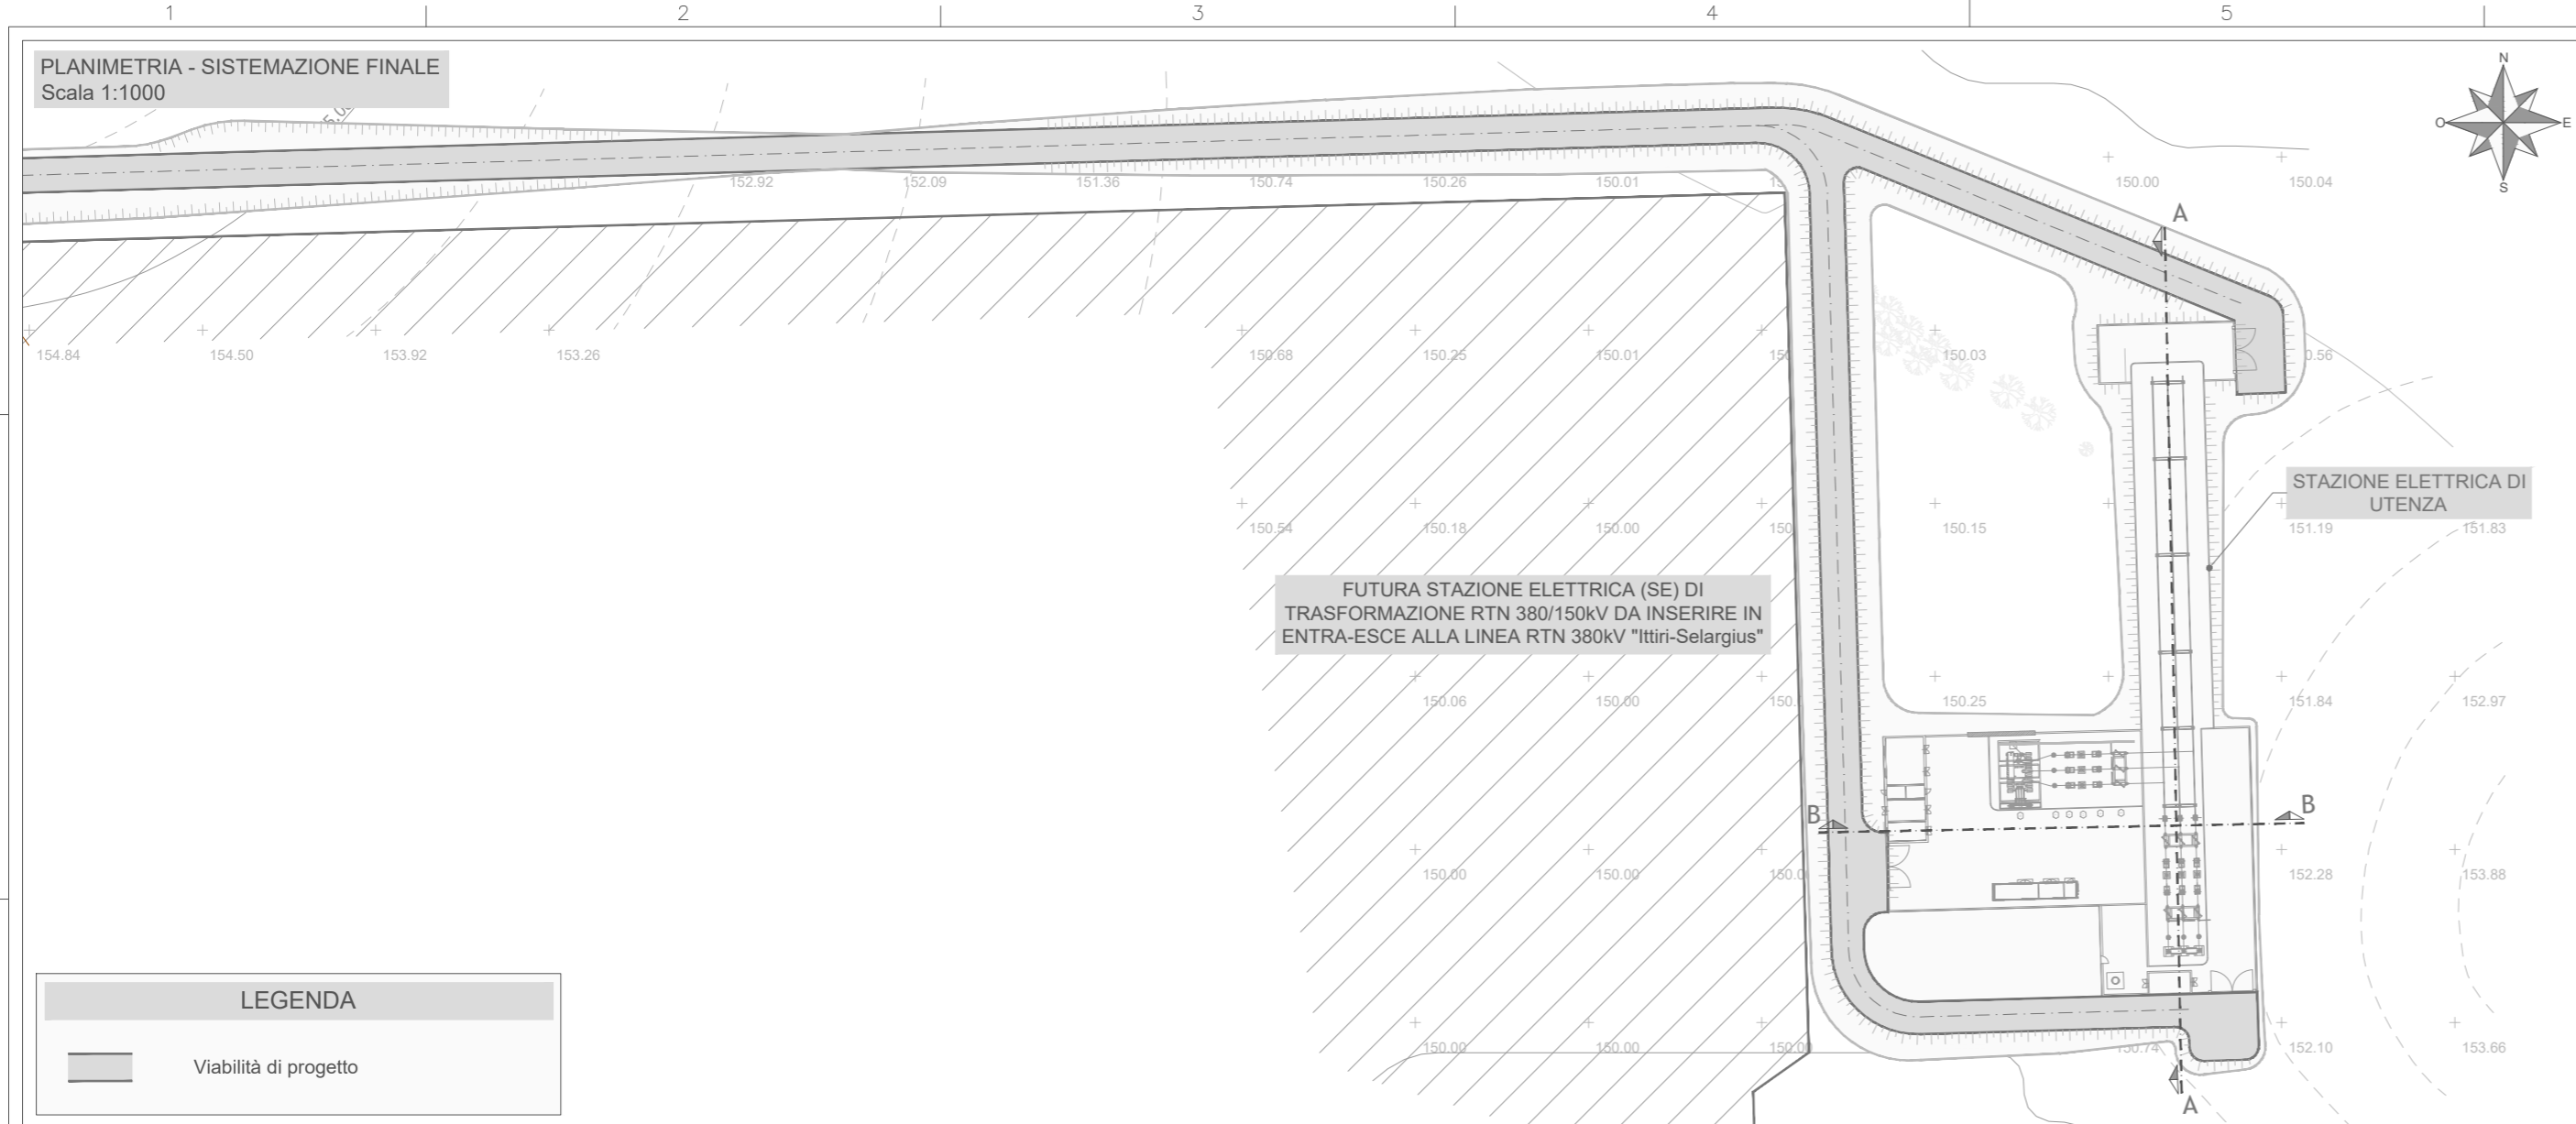 1 2 3 4 5
PLANIMETRIA - SISTEMAZIONE FINALE
Scala 1:1000
N
O E
S
152.92 152.09 151.36 150.74 150.26 150.01 150.00 150.04
A
154.84 154.50 153.92 153.26 150.68 150.25 150.01 150.03
STAZIONE ELETTRICA DI
UTENZA
150.54 150.18 150.00 150.15 151.19 151.83
FUTURA STAZIONE ELETTRICA (SE) DI
TRASFORMAZIONE RTN 380/150kV DA INSERIRE IN
ENTRA-ESCE ALLA LINEA RTN 380kV "Ittiri-Selargius"
150.06 150.00 150.25 151.84 152.97
B B
150.00 150.00 152.28 153.88
LEGENDA
150.00 150.00 150.00 152.10 153.66
Viabilità di progetto
A